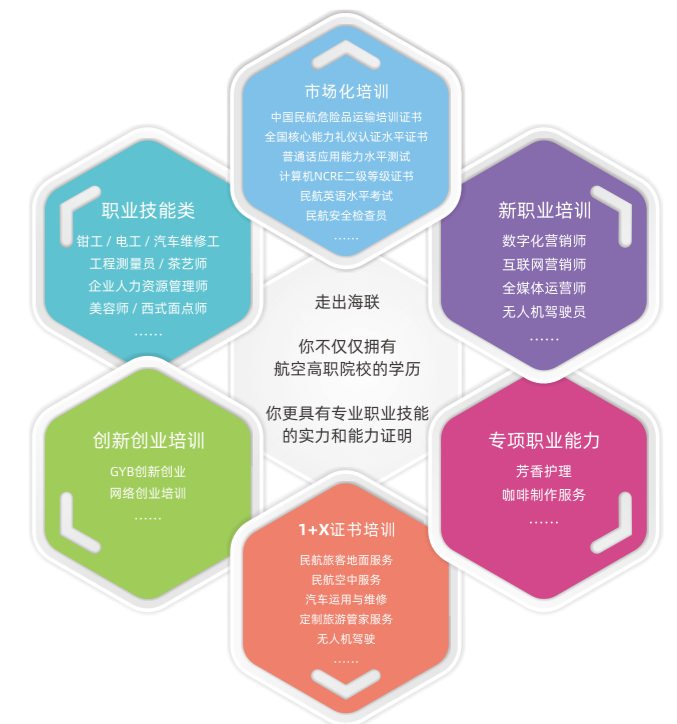 市场化培训
中国民航危险品运输培训证书
全国核心能力礼仪认证水平证书
普通话应用能力水平测试
计算机NCRE二级等级证书
民航英语水平考试
民航安全检查员
......
职业技能类
钳工 / 电工 / 汽车维修工
工程测量员 / 茶艺师
企业人力资源管理师
美容师 / 西式面点师
......
新职业培训
数字化营销师
互联网营销师
全媒体运营师
无人机驾驶员
......
走出海联
你不仅仅拥有
航空高职院校的学历
你更具有专业职业技能
的实力和能力证明
创新创业培训
GYB创新创业
网络创业培训
......
专项职业能力
芳香护理
咖啡制作服务
......
1+X证书培训
民航旅客地面服务
民航空中服务
汽车运用与维修
定制旅游管家服务
无人机驾驶
......